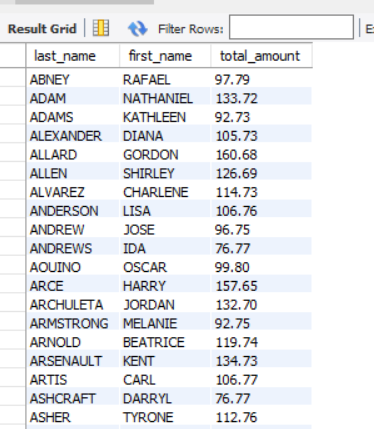 Result Grid Filter Rows: E
last_name first_name total_amount
ABNEY RAFAEL 97.79
ADAM NATHANIEL 133.72
ADAMS KATHLEEN 92.73
ALEXANDER DIANA 105.73
ALLARD GORDON 160.68
ALLEN SHIRLEY 126.69
ALVAREZ CHARLENE 114.73
ANDERSON LISA 106.76
ANDREW JOSE 96.75
ANDREWS IDA 76.77
AOUINO OSCAR 99.80
ARCE HARRY 157.65
ARCHULETA JORDAN 132.70
ARMSTRONG MELANIE 92.75
ARNOLD BEATRICE 119.74
ARSENAULT KENT 134.73
ARTIS CARL 106.77
ASHCRAFT DARRYL 76.77
ASHER TYRONE 112.76